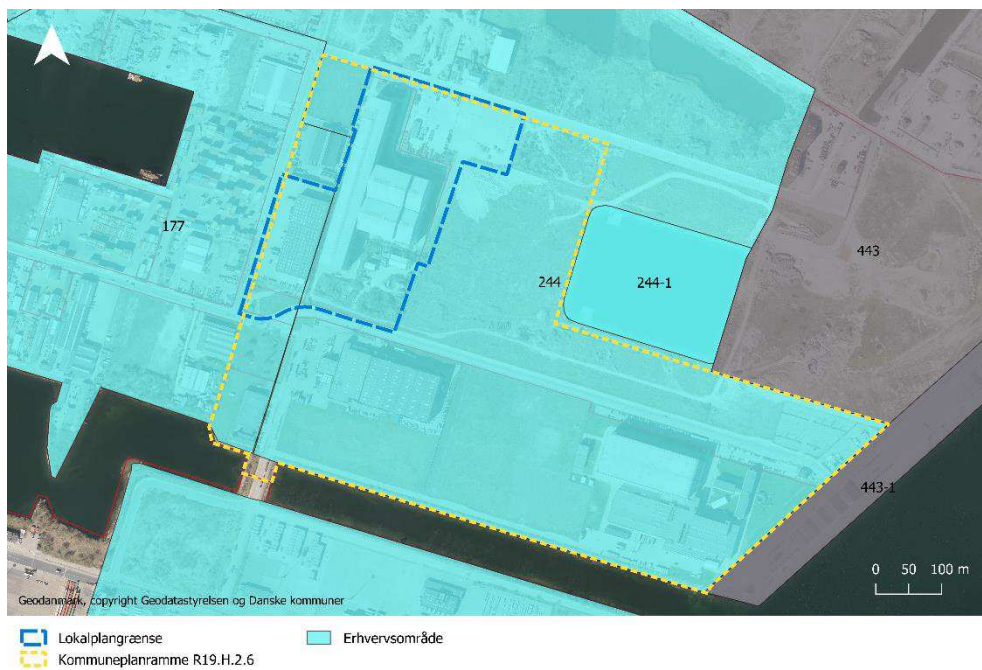 177
244
244-1
443
443-1
0 50 100 m
Geodanmark, copyright Geodatastyrelsen og Danske kommuner
Lokalplangrænse
Erhvervsområde
Kommuneplanramme R19.H.2.6